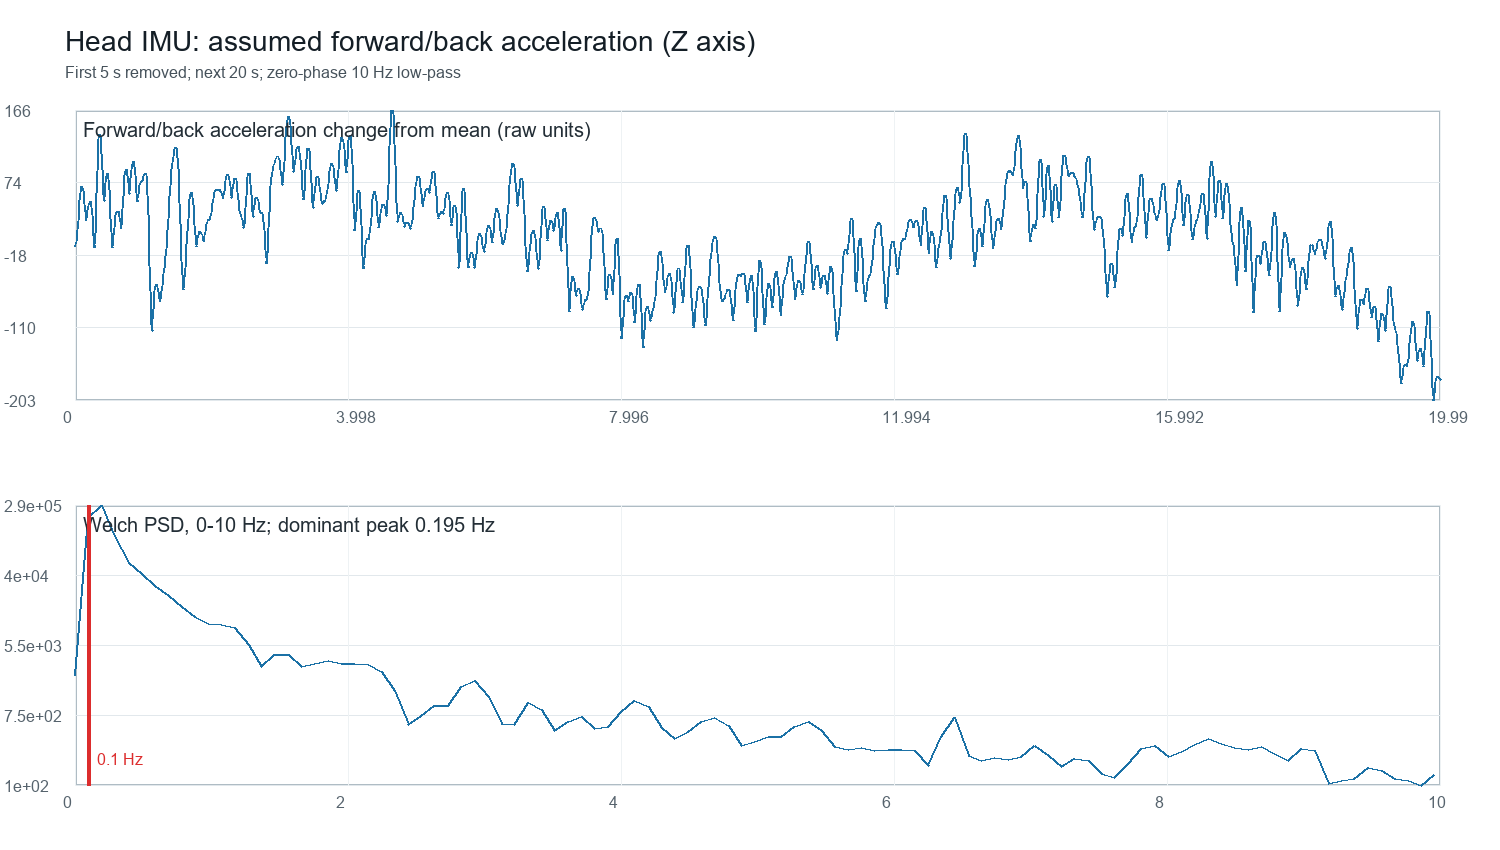 Head IMU: assumed forward/back acceleration (Z axis)
First 5 s removed; next 20 s; zero-phase 10 Hz low-pass
166
Forward/back acceleration change from mean (raw units)
74
-18
-110
-203
0 3.998 7.996 11.994 15.992 19.99
2.9e+05
Welch PSD, 0-10 Hz; dominant peak 0.195 Hz
4e+04
5.5e+03
7.5e+02
0.1 Hz
1e+02
0 2 4 6 8 10